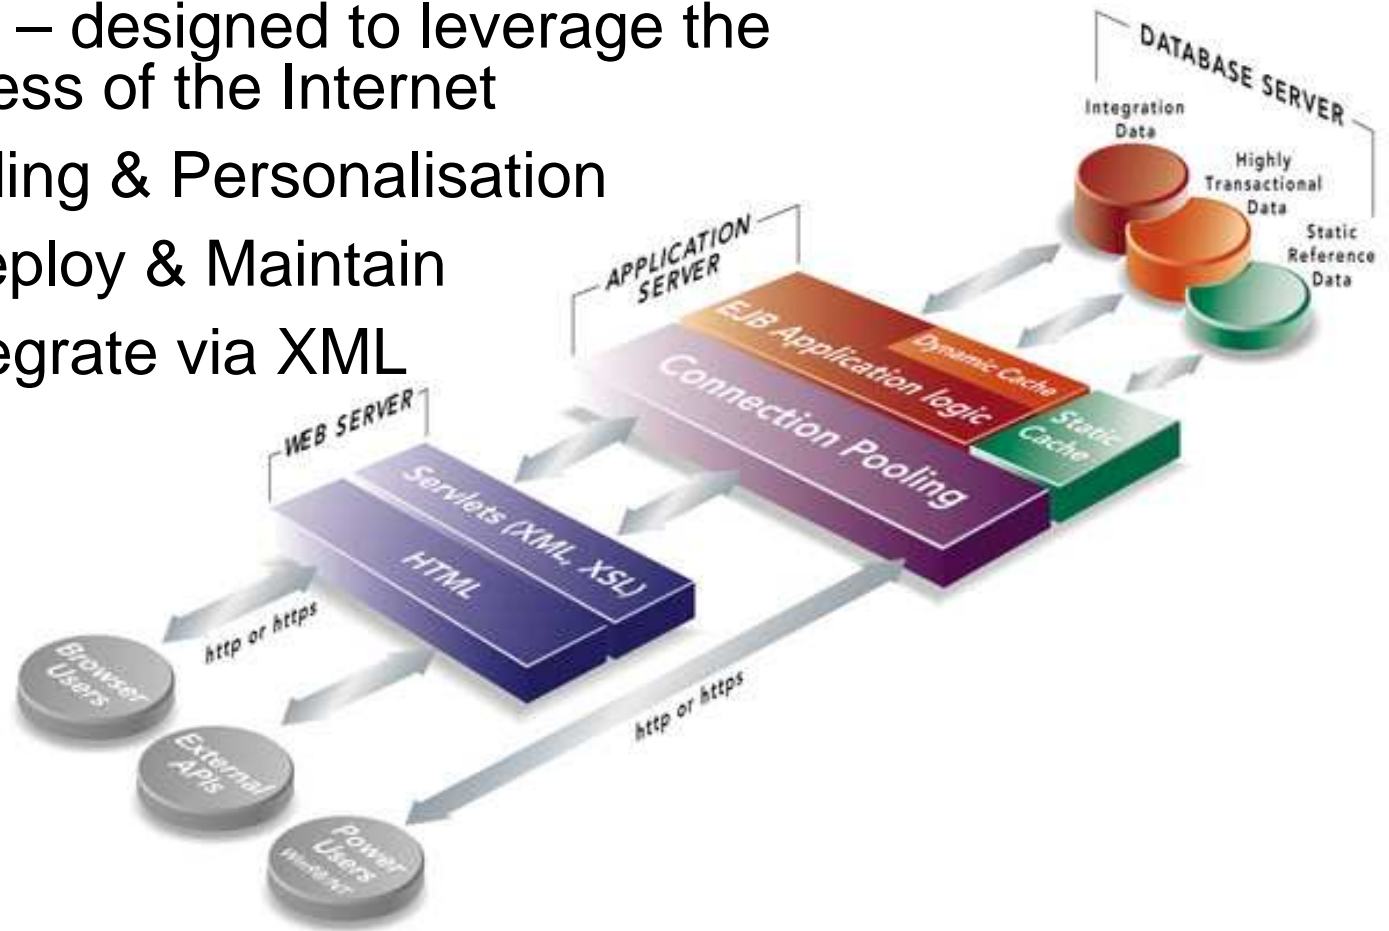 – designed to leverage the
ess of the Internet
ling & Personalisation
eploy & Maintain
egrate via XML
DATABASE SERVER
Integration
Data
Highly
Transactional
Data
Static
Reference
Data
APPLICATION
SERVER
EJB Application logic
Dynamic Cache
Connection Pooling
Static
Cache
WEB SERVER
Servlets (XML, XSL)
HTML
http or https
http or https
Browser
Users
External
APIs
Power
Users
Win98/NT